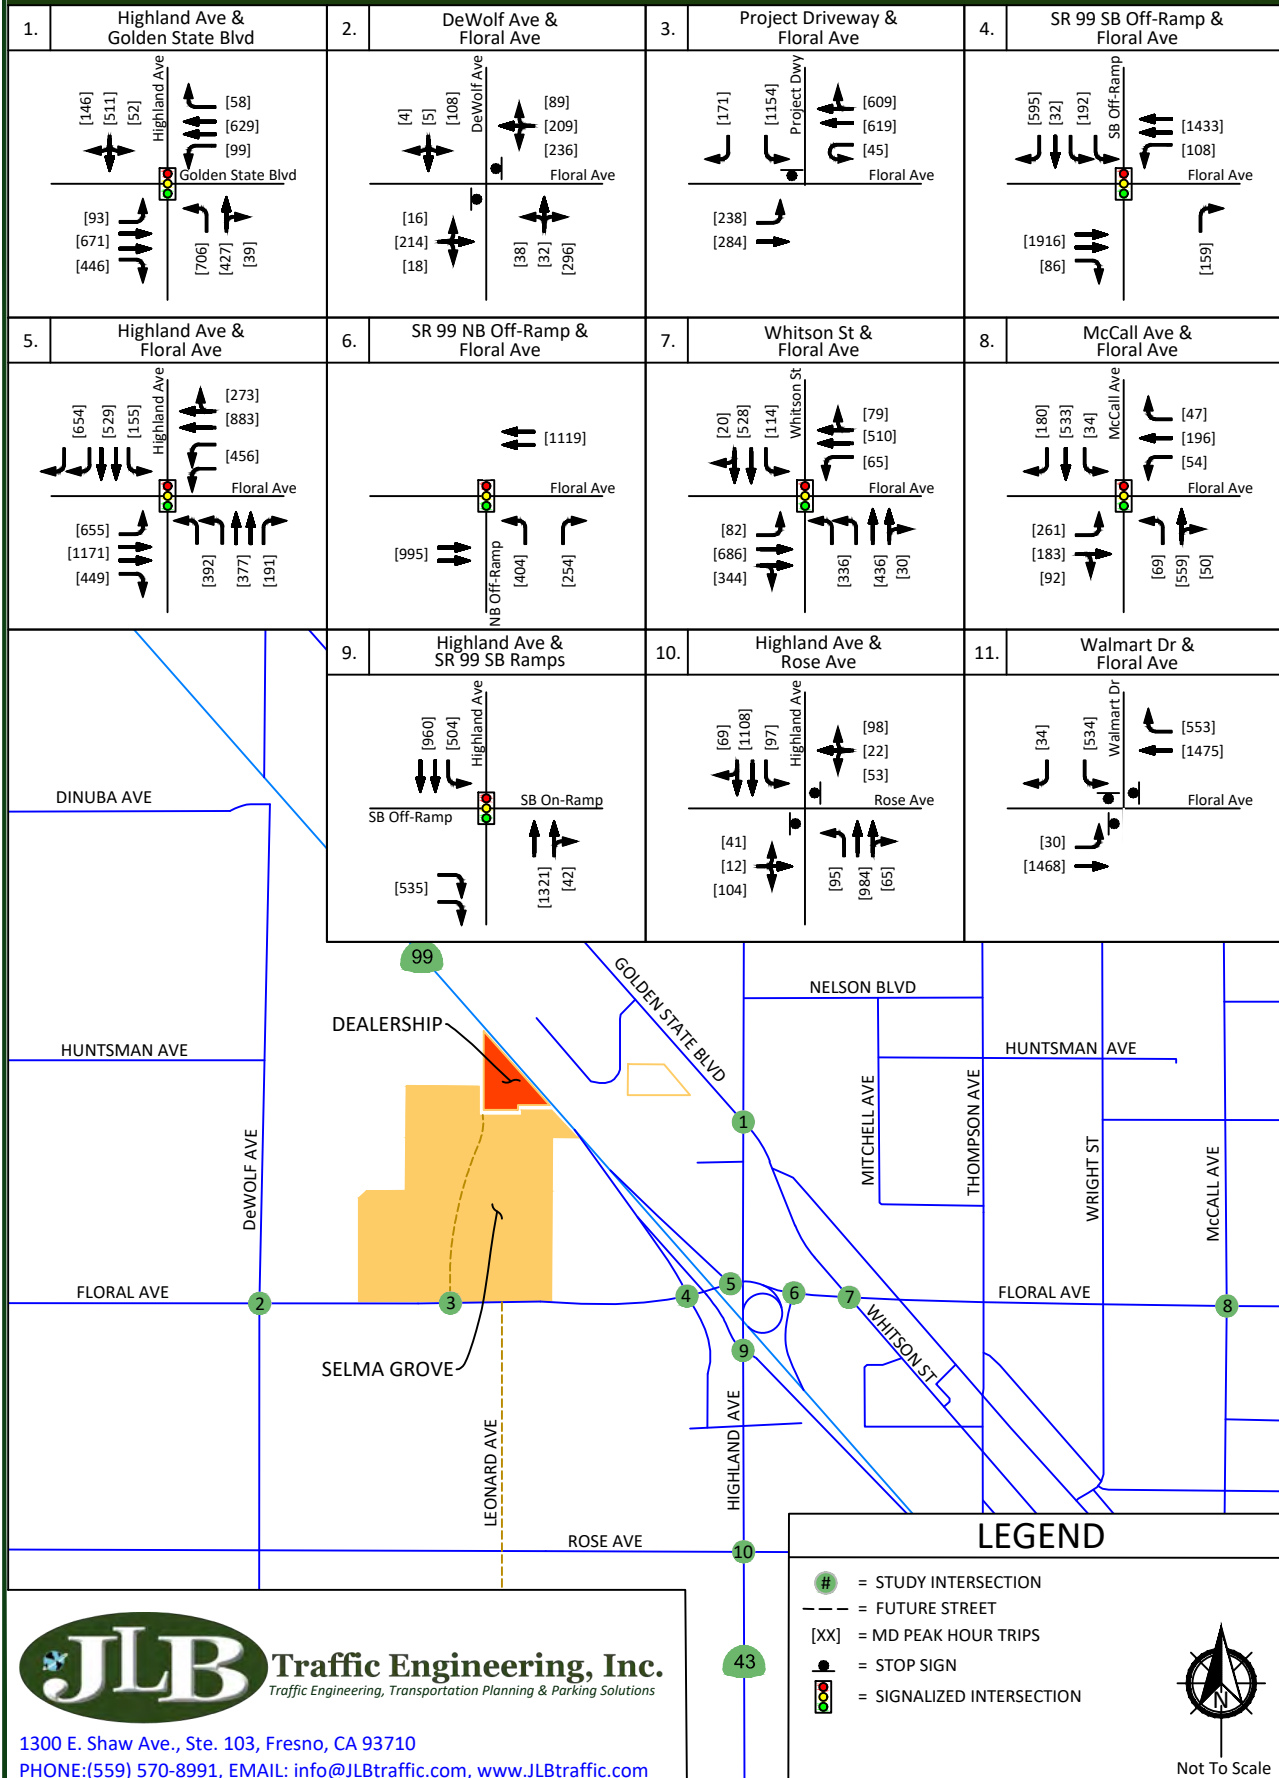 1.
Highland Ave &
Golden State Blvd
[146]
[511]
[52]
Highland Ave
[58]
[629]
[99]
Golden State Blvd
[93]
[671]
[446]
[706]
[427]
[39]
2.
DeWolf Ave &
Floral Ave
[4]
[5]
[108]
DeWolf Ave
[89]
[209]
[236]
Floral Ave
[16]
[214]
[18]
[38]
[32]
[296]
3.
Project Driveway &
Floral Ave
[171]
[1154]
Project Dwy
[609]
[619]
[45]
Floral Ave
[238]
[284]
4.
SR 99 SB Off-Ramp &
Floral Ave
[595]
[32]
[192]
SB Off-Ramp
[1433]
[108]
Floral Ave
[1916]
[86]
[159]
5.
Highland Ave &
Floral Ave
[654]
[529]
[155]
Highland Ave
[273]
[883]
[456]
Floral Ave
[655]
[1171]
[449]
[392]
[377]
[191]
6.
SR 99 NB Off-Ramp &
Floral Ave
[1119]
Floral Ave
[995]
NB Off-Ramp
[404]
[254]
7.
Whitson St &
Floral Ave
[20]
[528]
[114]
Whitson St
[79]
[510]
[65]
Floral Ave
[82]
[686]
[344]
[336]
[436]
[30]
8.
McCall Ave &
Floral Ave
[180]
[533]
[34]
McCall Ave
[47]
[196]
[54]
Floral Ave
[261]
[183]
[92]
[69]
[559]
[50]
9.
Highland Ave &
SR 99 SB Ramps
[960]
[504]
Highland Ave
SB On-Ramp
SB Off-Ramp
[535]
[1321]
[42]
10.
Highland Ave &
Rose Ave
[69]
[1108]
[97]
Highland Ave
[98]
[22]
[53]
Rose Ave
[41]
[12]
[104]
[95]
[984]
[65]
11.
Walmart Dr &
Floral Ave
[34]
[534]
Walmart Dr
[553]
[1475]
Floral Ave
[30]
[1468]
DINUBA AVE
99
GOLDEN STATE BLVD
NELSON BLVD
DEALERSHIP
HUNTSMAN AVE
HUNTSMAN AVE
MITCHELL AVE
THOMPSON AVE
WRIGHT ST
McCALL AVE
DeWOLF AVE
1
FLORAL AVE
2
3
4
5
6
7
FLORAL AVE
8
9
WHITSON ST
SELMA GROVE
LEONARD AVE
HIGHLAND AVE
ROSE AVE
10
43
LEGEND
# = STUDY INTERSECTION
= FUTURE STREET
[XX] = MD PEAK HOUR TRIPS
= STOP SIGN
= SIGNALIZED INTERSECTION
N
Not To Scale
JLB Traffic Engineering, Inc.
Traffic Engineering, Transportation Planning & Parking Solutions
1300 E. Shaw Ave., Ste. 103, Fresno, CA 93710
PHONE:(559) 570-8991, EMAIL: info@JLBtraffic.com, www.JLBtraffic.com